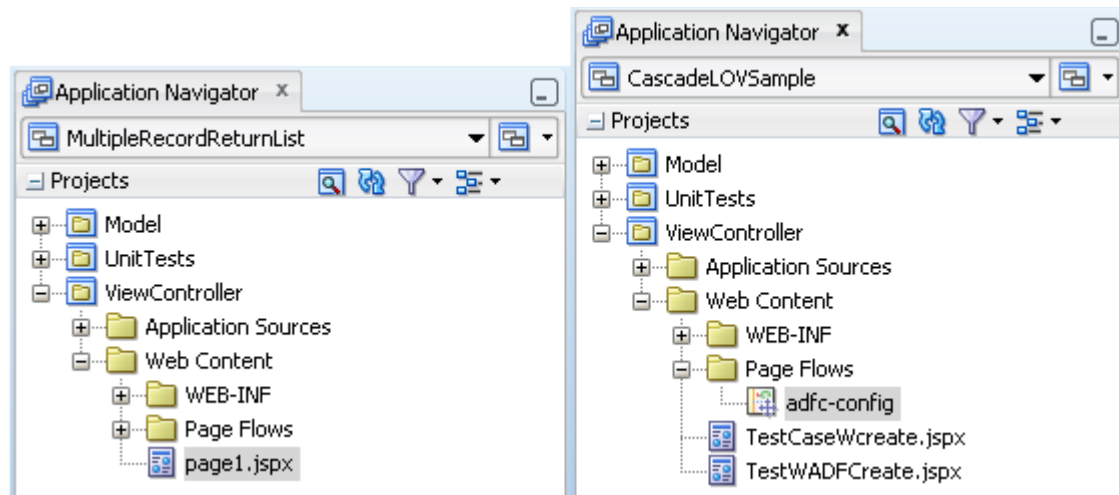 Application Navigator x
MultipleRecordReturnList
Projects
Model
UnitTests
ViewController
Application Sources
Web Content
WEB-INF
Page Flows
page1.jspx
Application Navigator x
CascadeLOVSample
Projects
Model
UnitTests
ViewController
Application Sources
Web Content
WEB-INF
Page Flows
adfc-config
TestCaseWcreate.jspx
TestWADFCreate.jspx